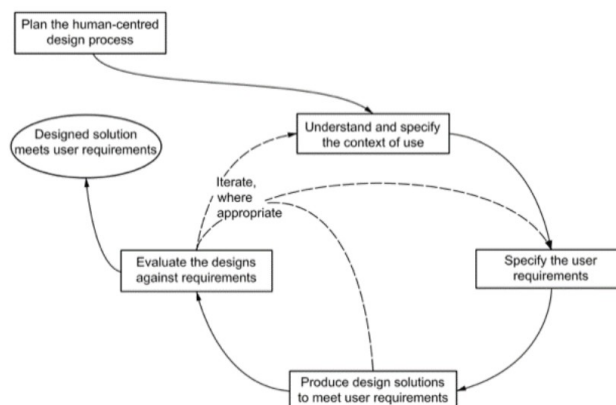 Plan the human-centred
design process
Understand and specify
the context of use
Designed solution
meets user requirements
Iterate,
where
appropriate
Evaluate the designs
against requirements
Specify the user
requirements
Produce design solutions
to meet user requirements